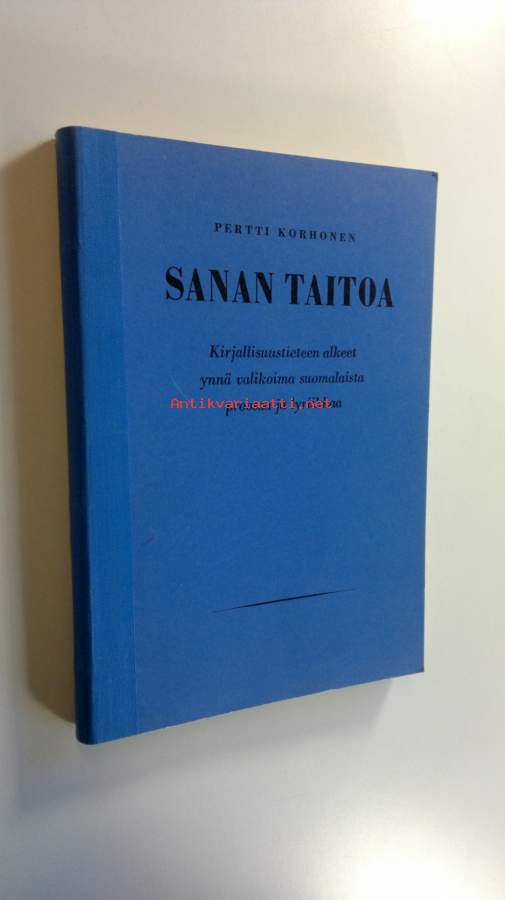 PERTTI KORHONEN
SANAN TAITOA
Kirjallisuustieteen alkeet
ynnä valikoima suomalaista
Antikvariaatti.net